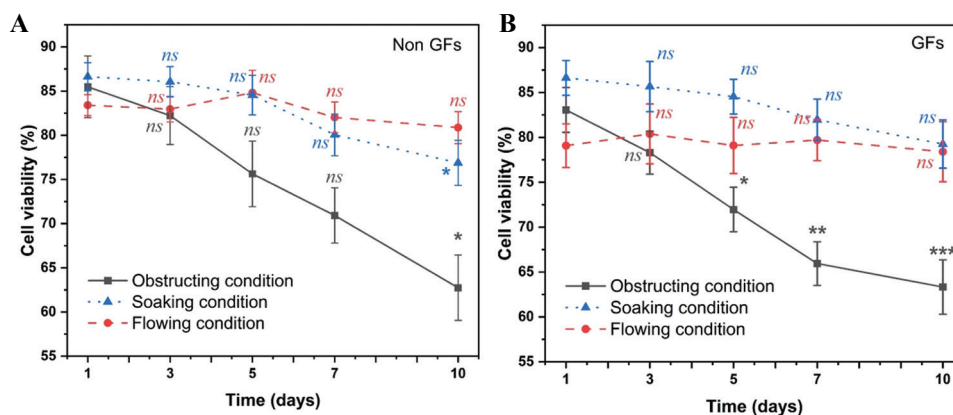 A
Non GFs
Cell viability (%)
90
85
80
75
70
65
60
55
ns
ns
ns
ns
ns
ns
ns
ns
ns
ns
ns
*
*
Obstructing condition
Soaking condition
Flowing condition
1
3
5
7
10
Time (days)
B
GFs
Cell viability (%)
90
85
80
75
70
65
60
55
ns
ns
ns
ns
ns
ns
ns
ns
ns
*
**
***
Obstructing condition
Soaking condition
Flowing condition
1
3
5
7
10
Time (days)